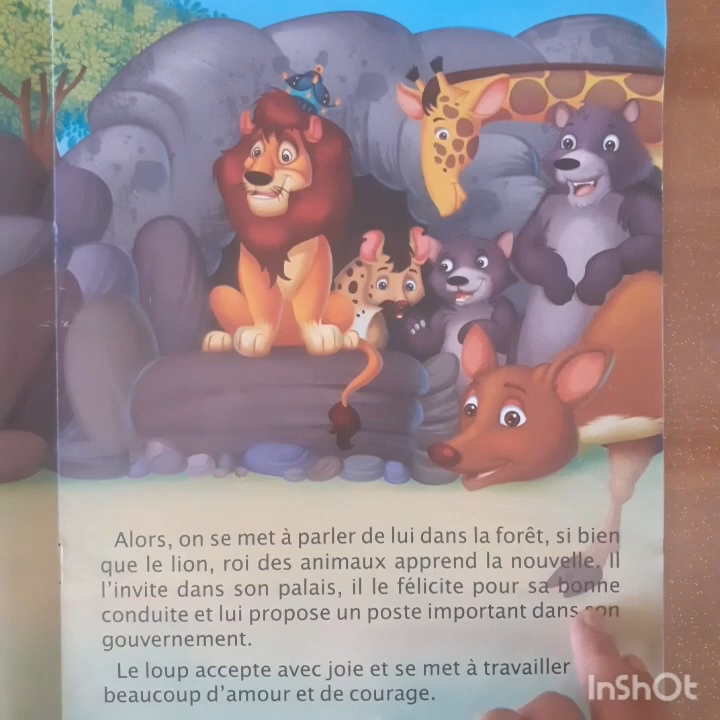 Alors, on se met à parler de lui dans la forêt, si bien
que le lion, roi des animaux apprend la nouvelle. Il
l'invite dans son palais, il le félicite pour sa bonne
conduite et lui propose un poste important dans son
gouvernement.
Le loup accepte avec joie et se met à travailler
beaucoup d'amour et de courage.
InShOt